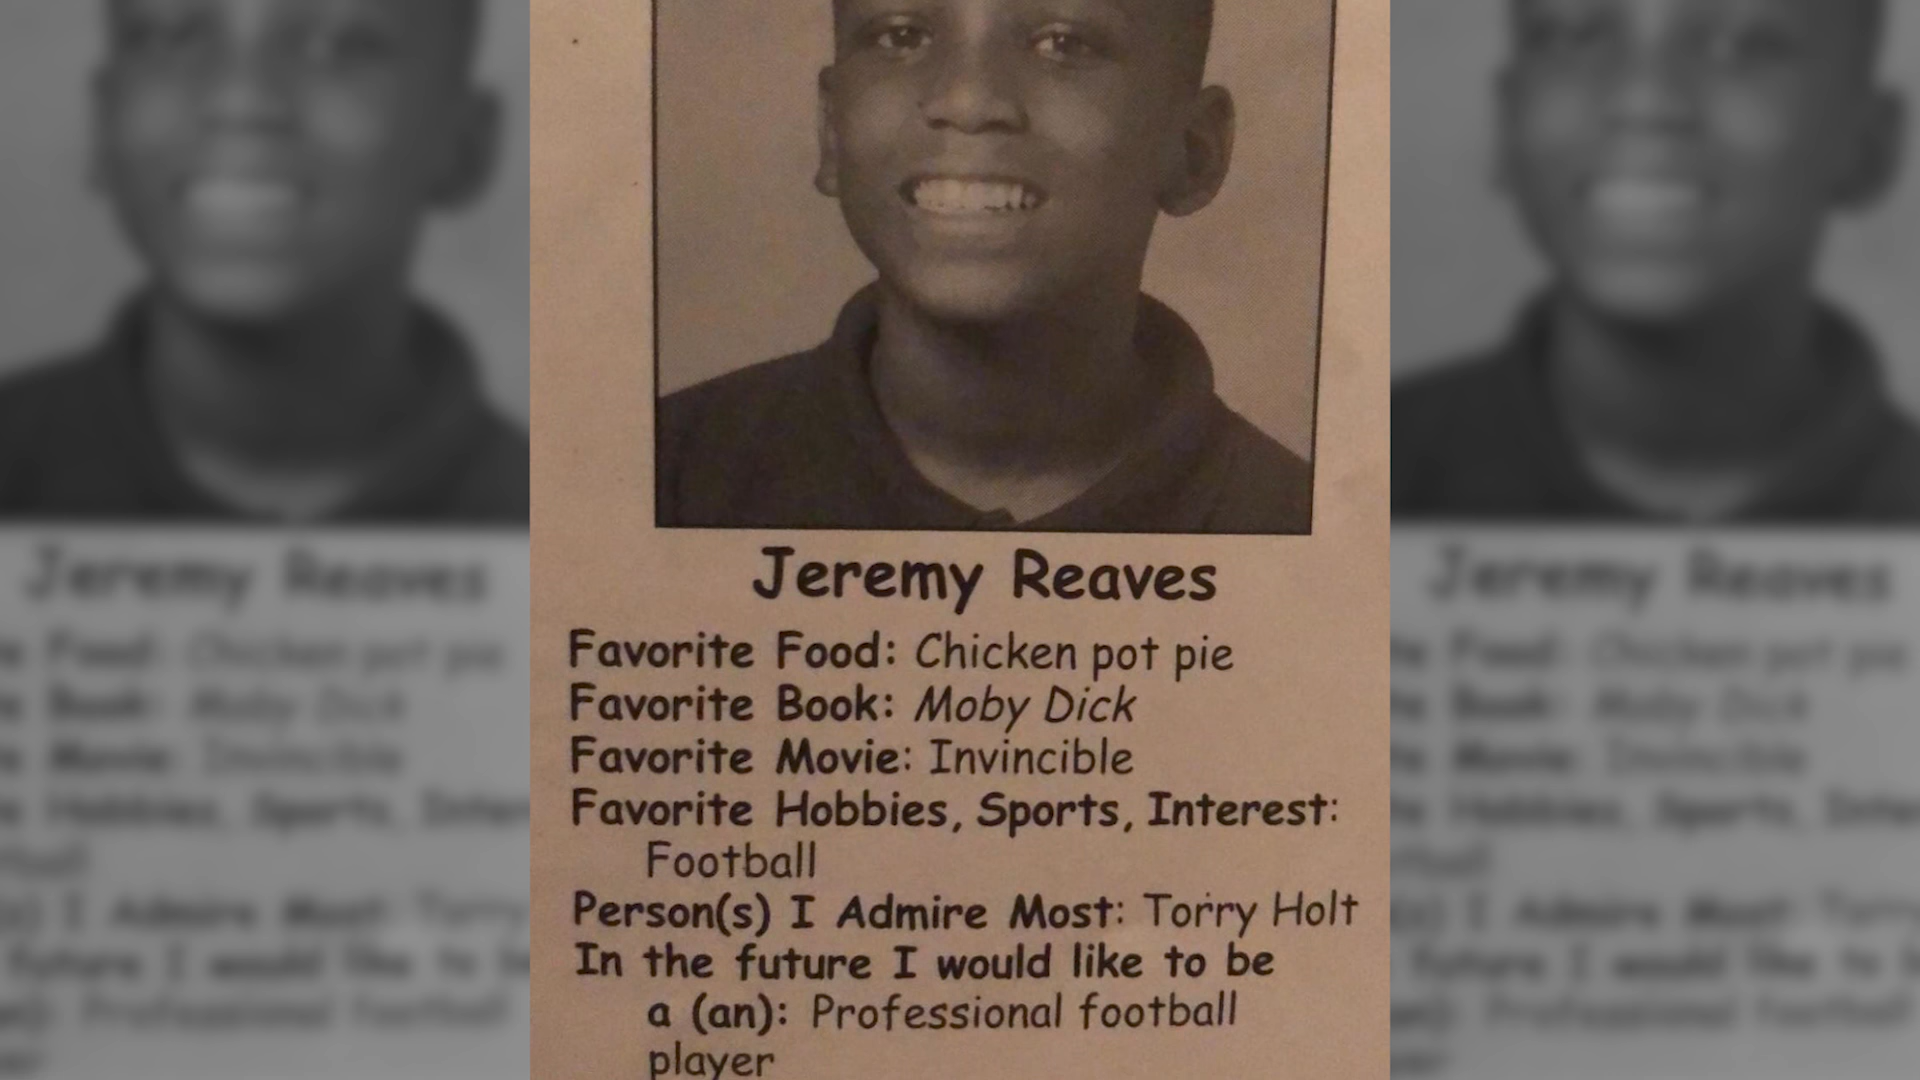 Jeremy Reaves
Favorite Food: Chicken pot pie
Favorite Book: Moby Dick
Favorite Movie: Invincible
Favorite Hobbies, Sports, Interest:
Football
Person(s) I Admire Most: Torry Holt
In the future I would like to be
a (an): Professional football
player